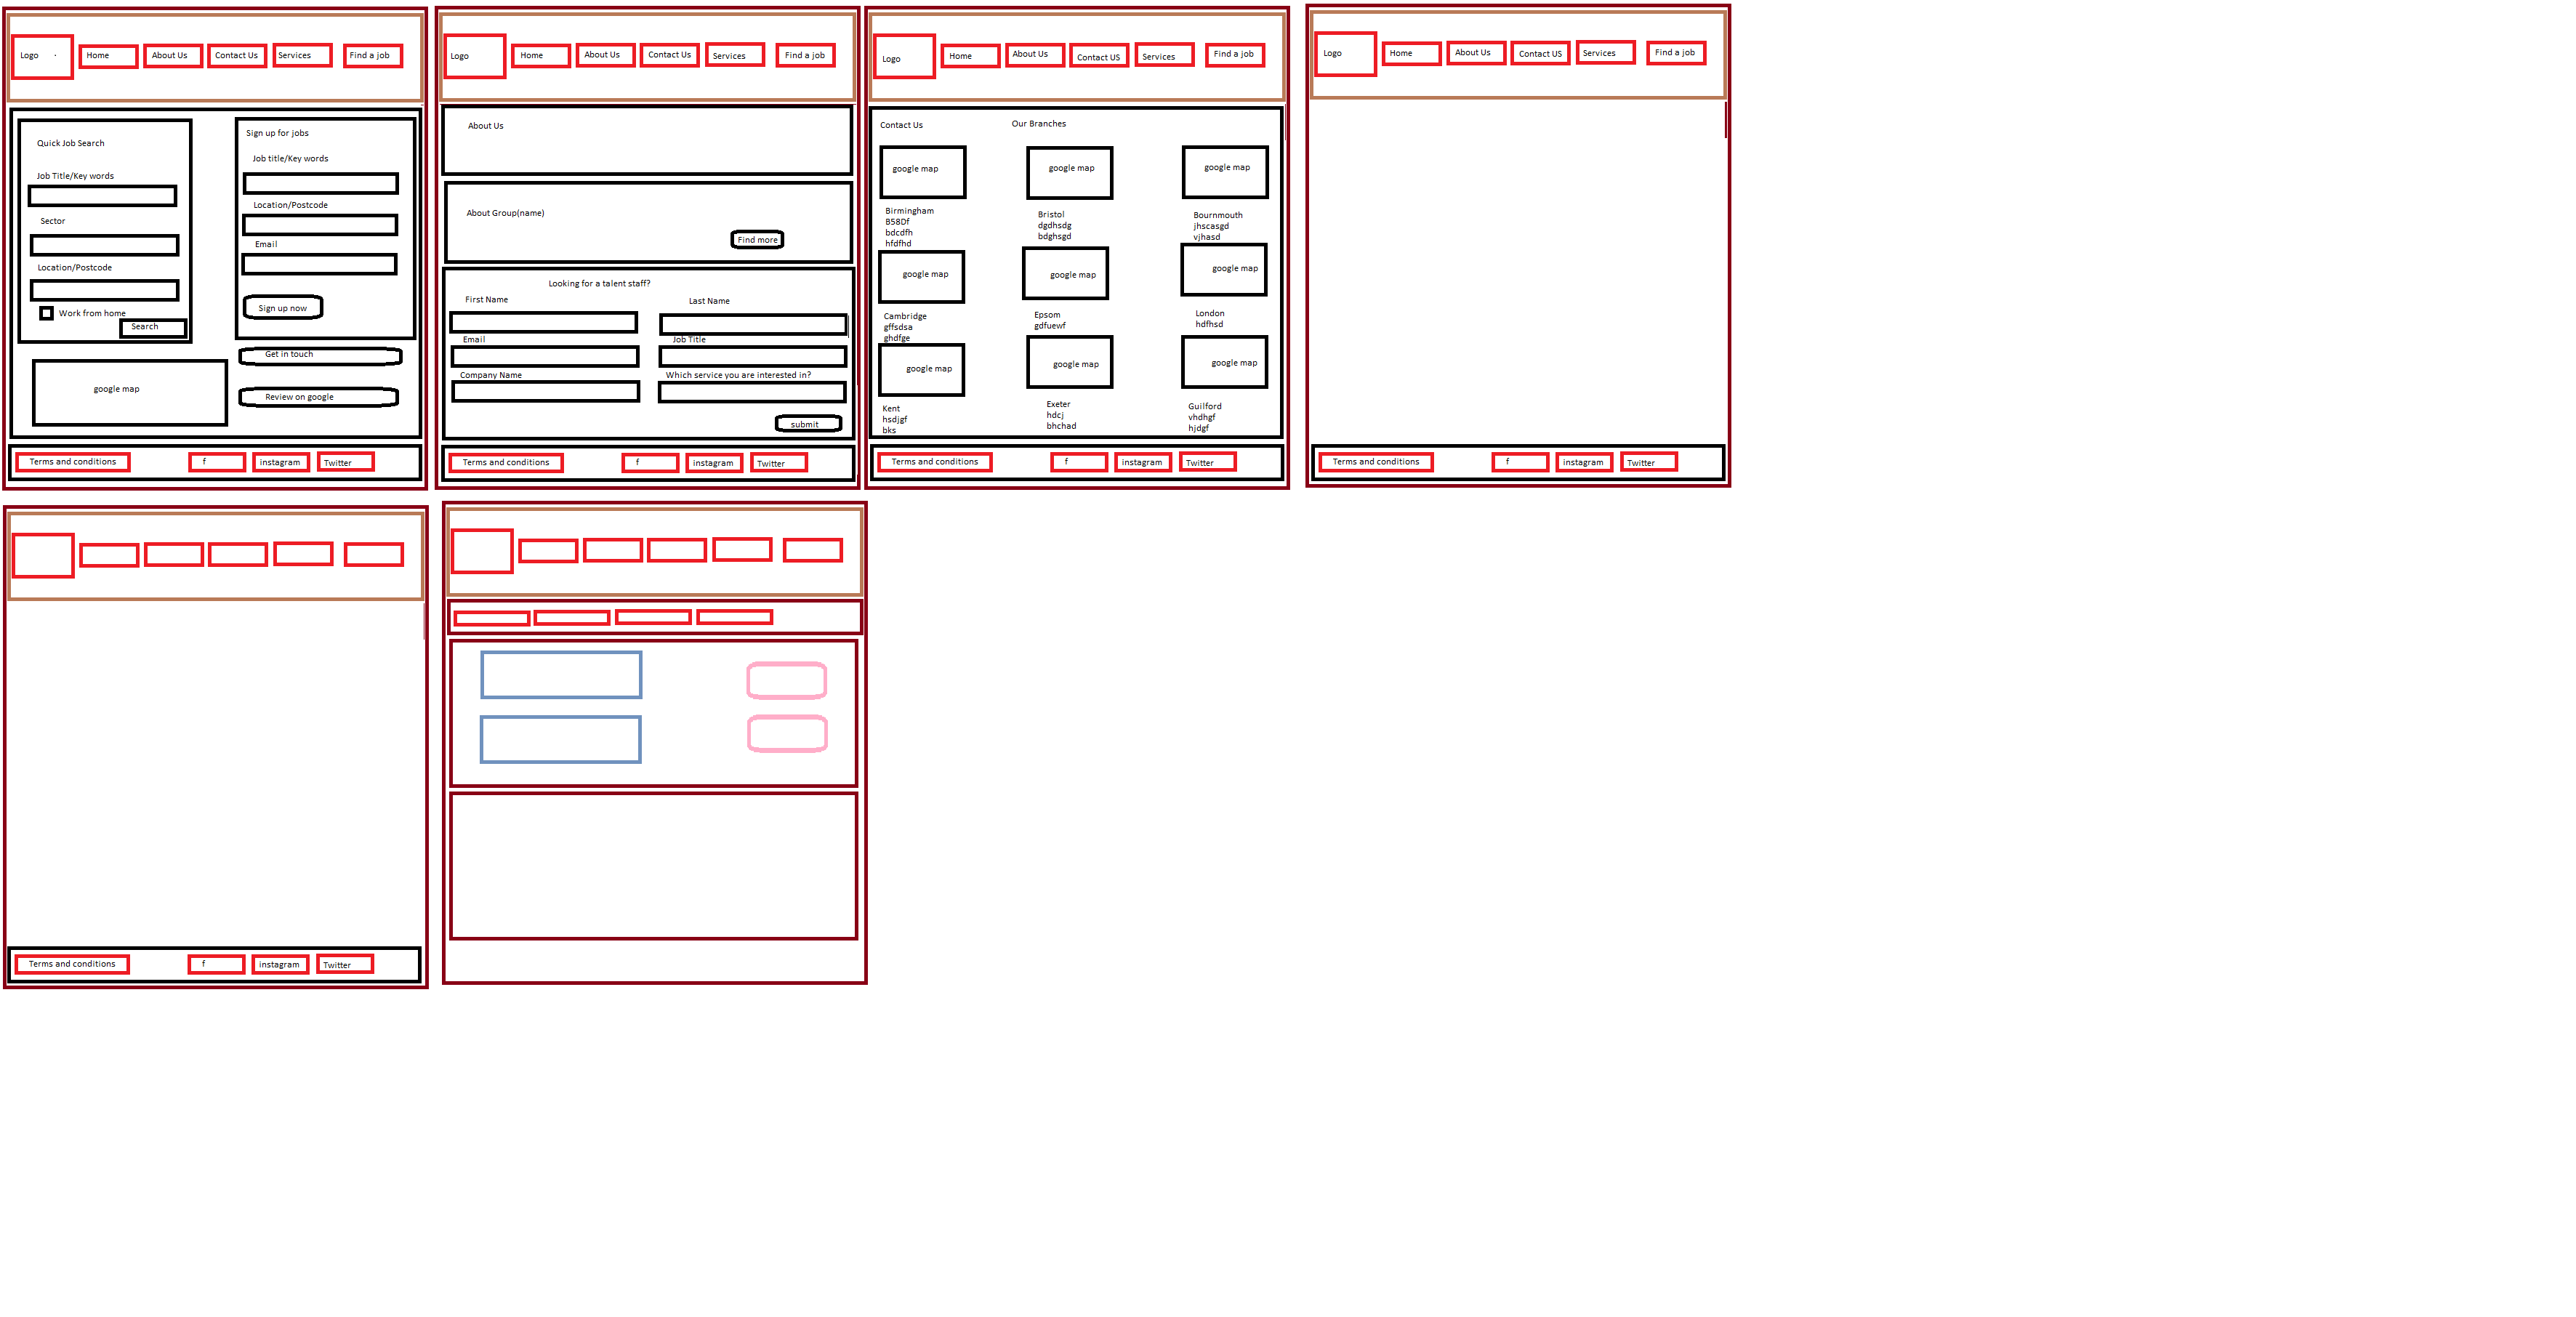 Logo
Home
About Us
Contact Us
Services
Find a job
Quick Job Search
Job Title/Key words
Sector
Location/Postcode
Work from home
Search
Sign up for jobs
Job title/Key words
Location/Postcode
Email
Sign up now
Get in touch
google map
Review on google
Terms and conditions
f
instagram
Twitter
Logo
Home
About Us
Contact Us
Services
Find a job
About Us
About Group(name)
Find more
Looking for a talent staff?
First Name
Last Name
Email
Job Title
Company Name
Which service you are interested in?
submit
Terms and conditions
f
instagram
Twitter
Logo
Home
About Us
Contact US
Services
Find a job
Contact Us
Our Branches
google map
google map
google map
Birmingham
B58Df
bdcdfh
hfdfhd
Bristol
dgdhsdg
bdghsgd
Bournmouth
jhscasgd
vjhasd
google map
google map
google map
Cambridge
gffsdsa
ghdfge
Epsom
gdfuewf
London
hdfhsd
google map
google map
google map
Kent
hsdjgf
bks
Exeter
hdcj
bhchad
Guilford
vhdhgf
hjdgf
Terms and conditions
f
instagram
Twitter
Logo
Home
About Us
Contact US
Services
Find a job
Terms and conditions
f
instagram
Twitter
Terms and conditions
f
instagram
Twitter